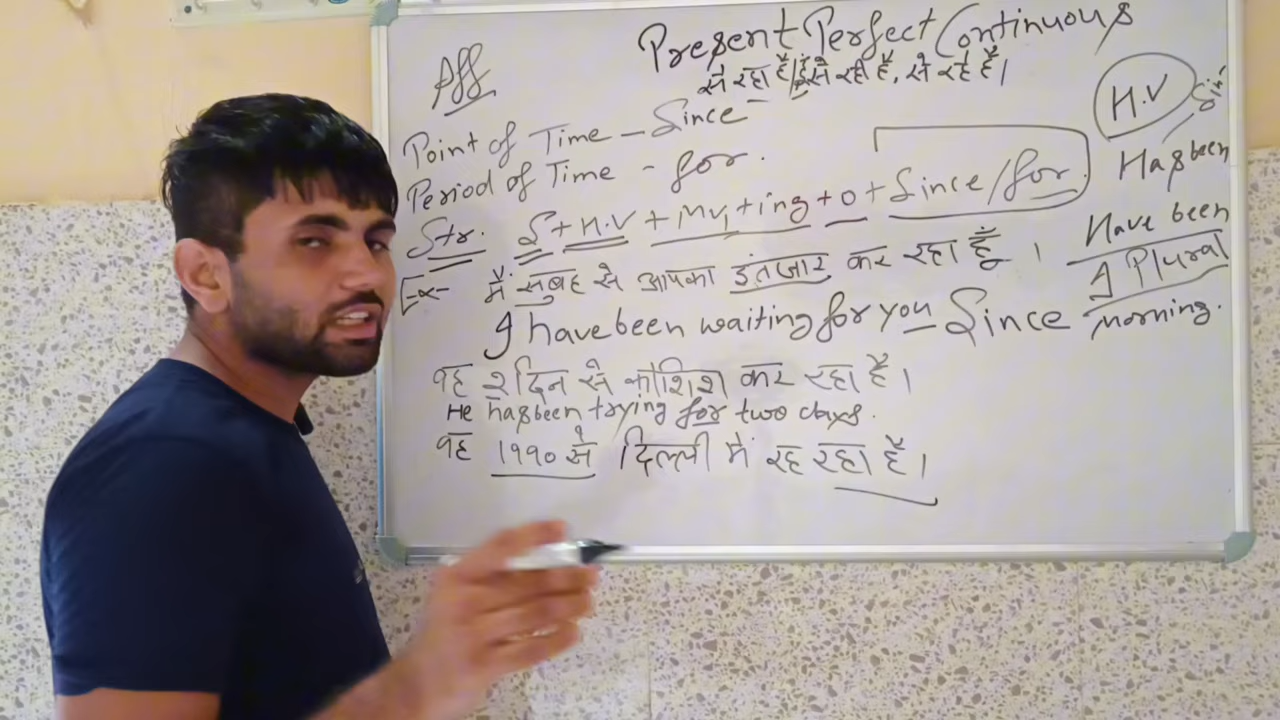 Present Perfect Continuous
से रहा है/हूँ, से रही है, से रहे हैं।
Aff
Point of Time - Since
Period of Time - for.
Str. S + H.V + Mv1 + ing + o + Since/for
H.V
Has been
Have been
I Plural
Ex- मैं सुबह से आपका इंतजार कर रहा हूँ ।
I have been waiting for you Since morning.
वह २ दिन से कोशिश कर रहा है।
He has been trying for two days.
वह १९९० से दिल्ली में रह रहा है।